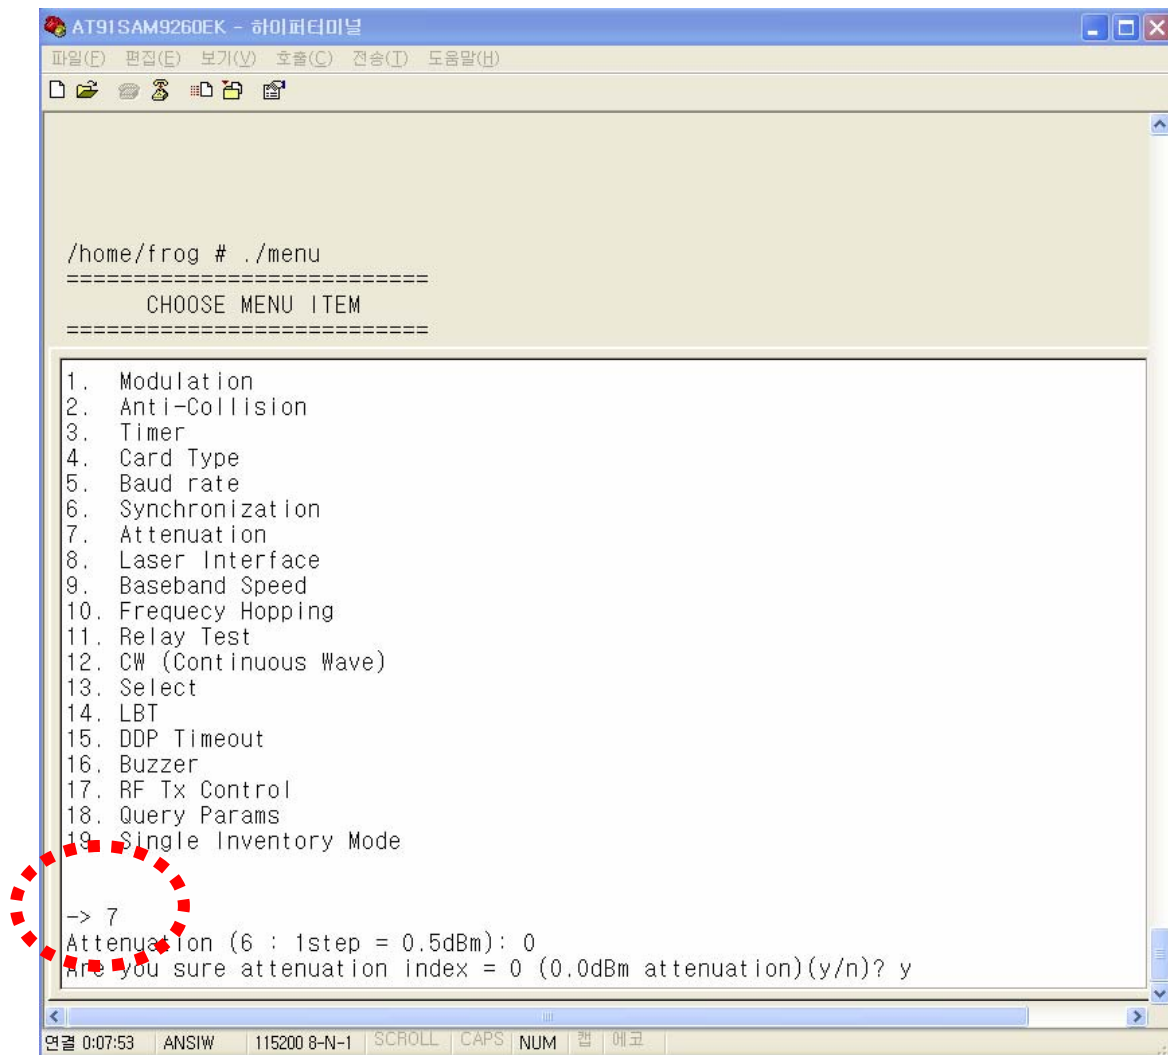 AT91SAM9260EK - 하이퍼터미널
파일(F) 편집(E) 보기(V) 호출(C) 전송(T) 도움말(H)
/home/frog # ./menu
===========================
CHOOSE MENU ITEM
===========================
1. Modulation
2. Anti-Collision
3. Timer
4. Card Type
5. Baud rate
6. Synchronization
7. Attenuation
8. Laser Interface
9. Baseband Speed
10. Frequecy Hopping
11. Relay Test
12. CW (Continuous Wave)
13. Select
14. LBT
15. DDP Timeout
16. Buzzer
17. RF Tx Control
18. Query Params
19. Single Inventory Mode
-> 7
Attenuation (6 : 1step = 0.5dBm): 0
Are you sure attenuation index = 0 (0.0dBm attenuation)(y/n)? y
연결 0:07:53 ANSIW 115200 8-N-1 SCROLL CAPS NUM 캡 에코